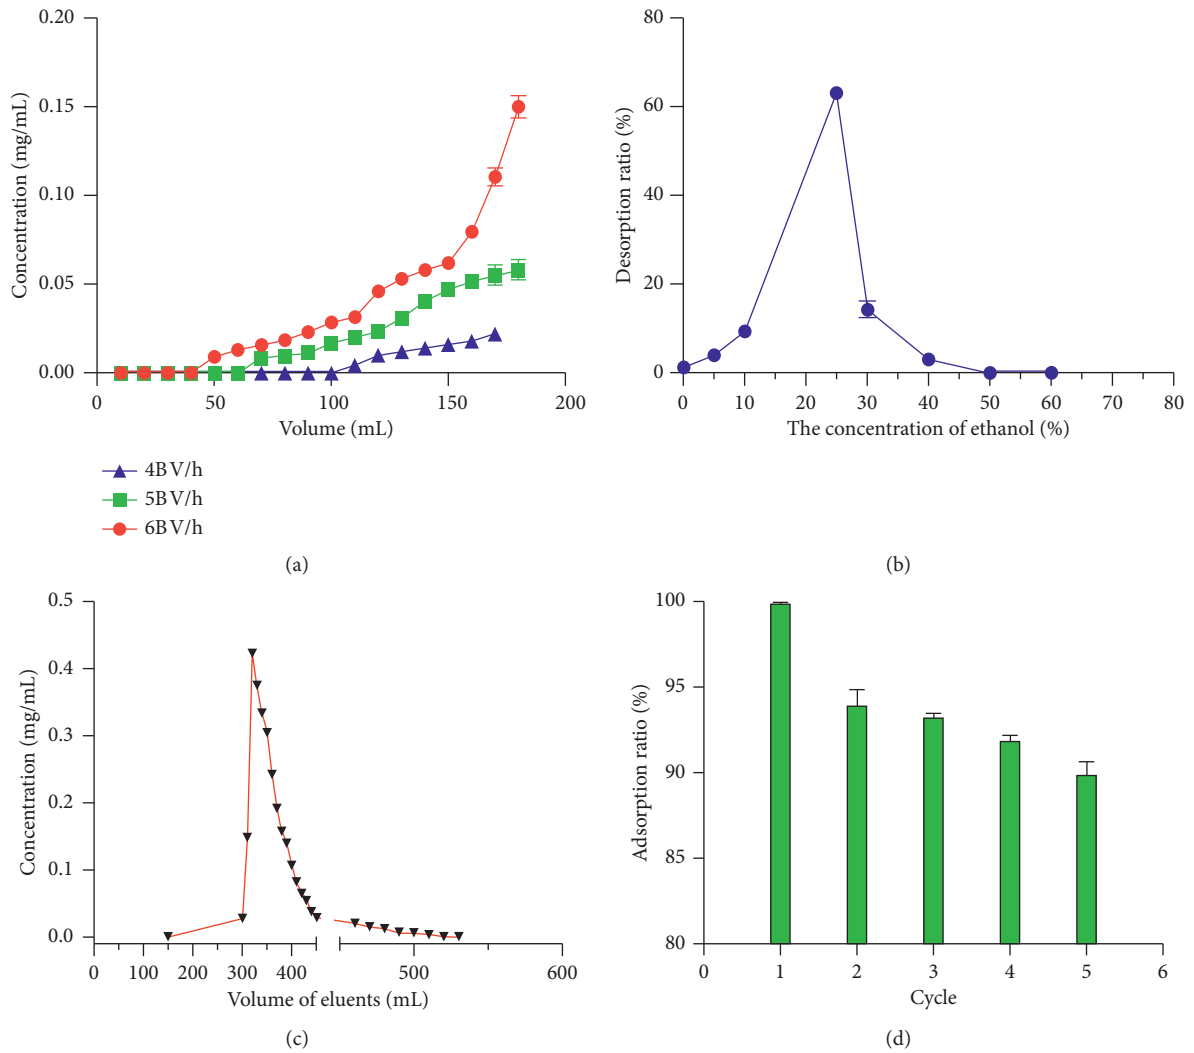 0.20
0.15
0.10
0.05
0.00
Concentration (mg/mL)
0 50 100 150 200
Volume (mL)
4BV/h
5BV/h
6BV/h
(a)
80
60
40
20
0
Desorption ratio (%)
0 10 20 30 40 50 60 70 80
The concentration of ethanol (%)
(b)
0.5
0.4
0.3
0.2
0.1
0.0
Concentration (mg/mL)
0 100 200 300 400 500 600
Volume of eluents (mL)
(c)
100
95
90
85
80
Adsorption ratio (%)
0 1 2 3 4 5 6
Cycle
(d)